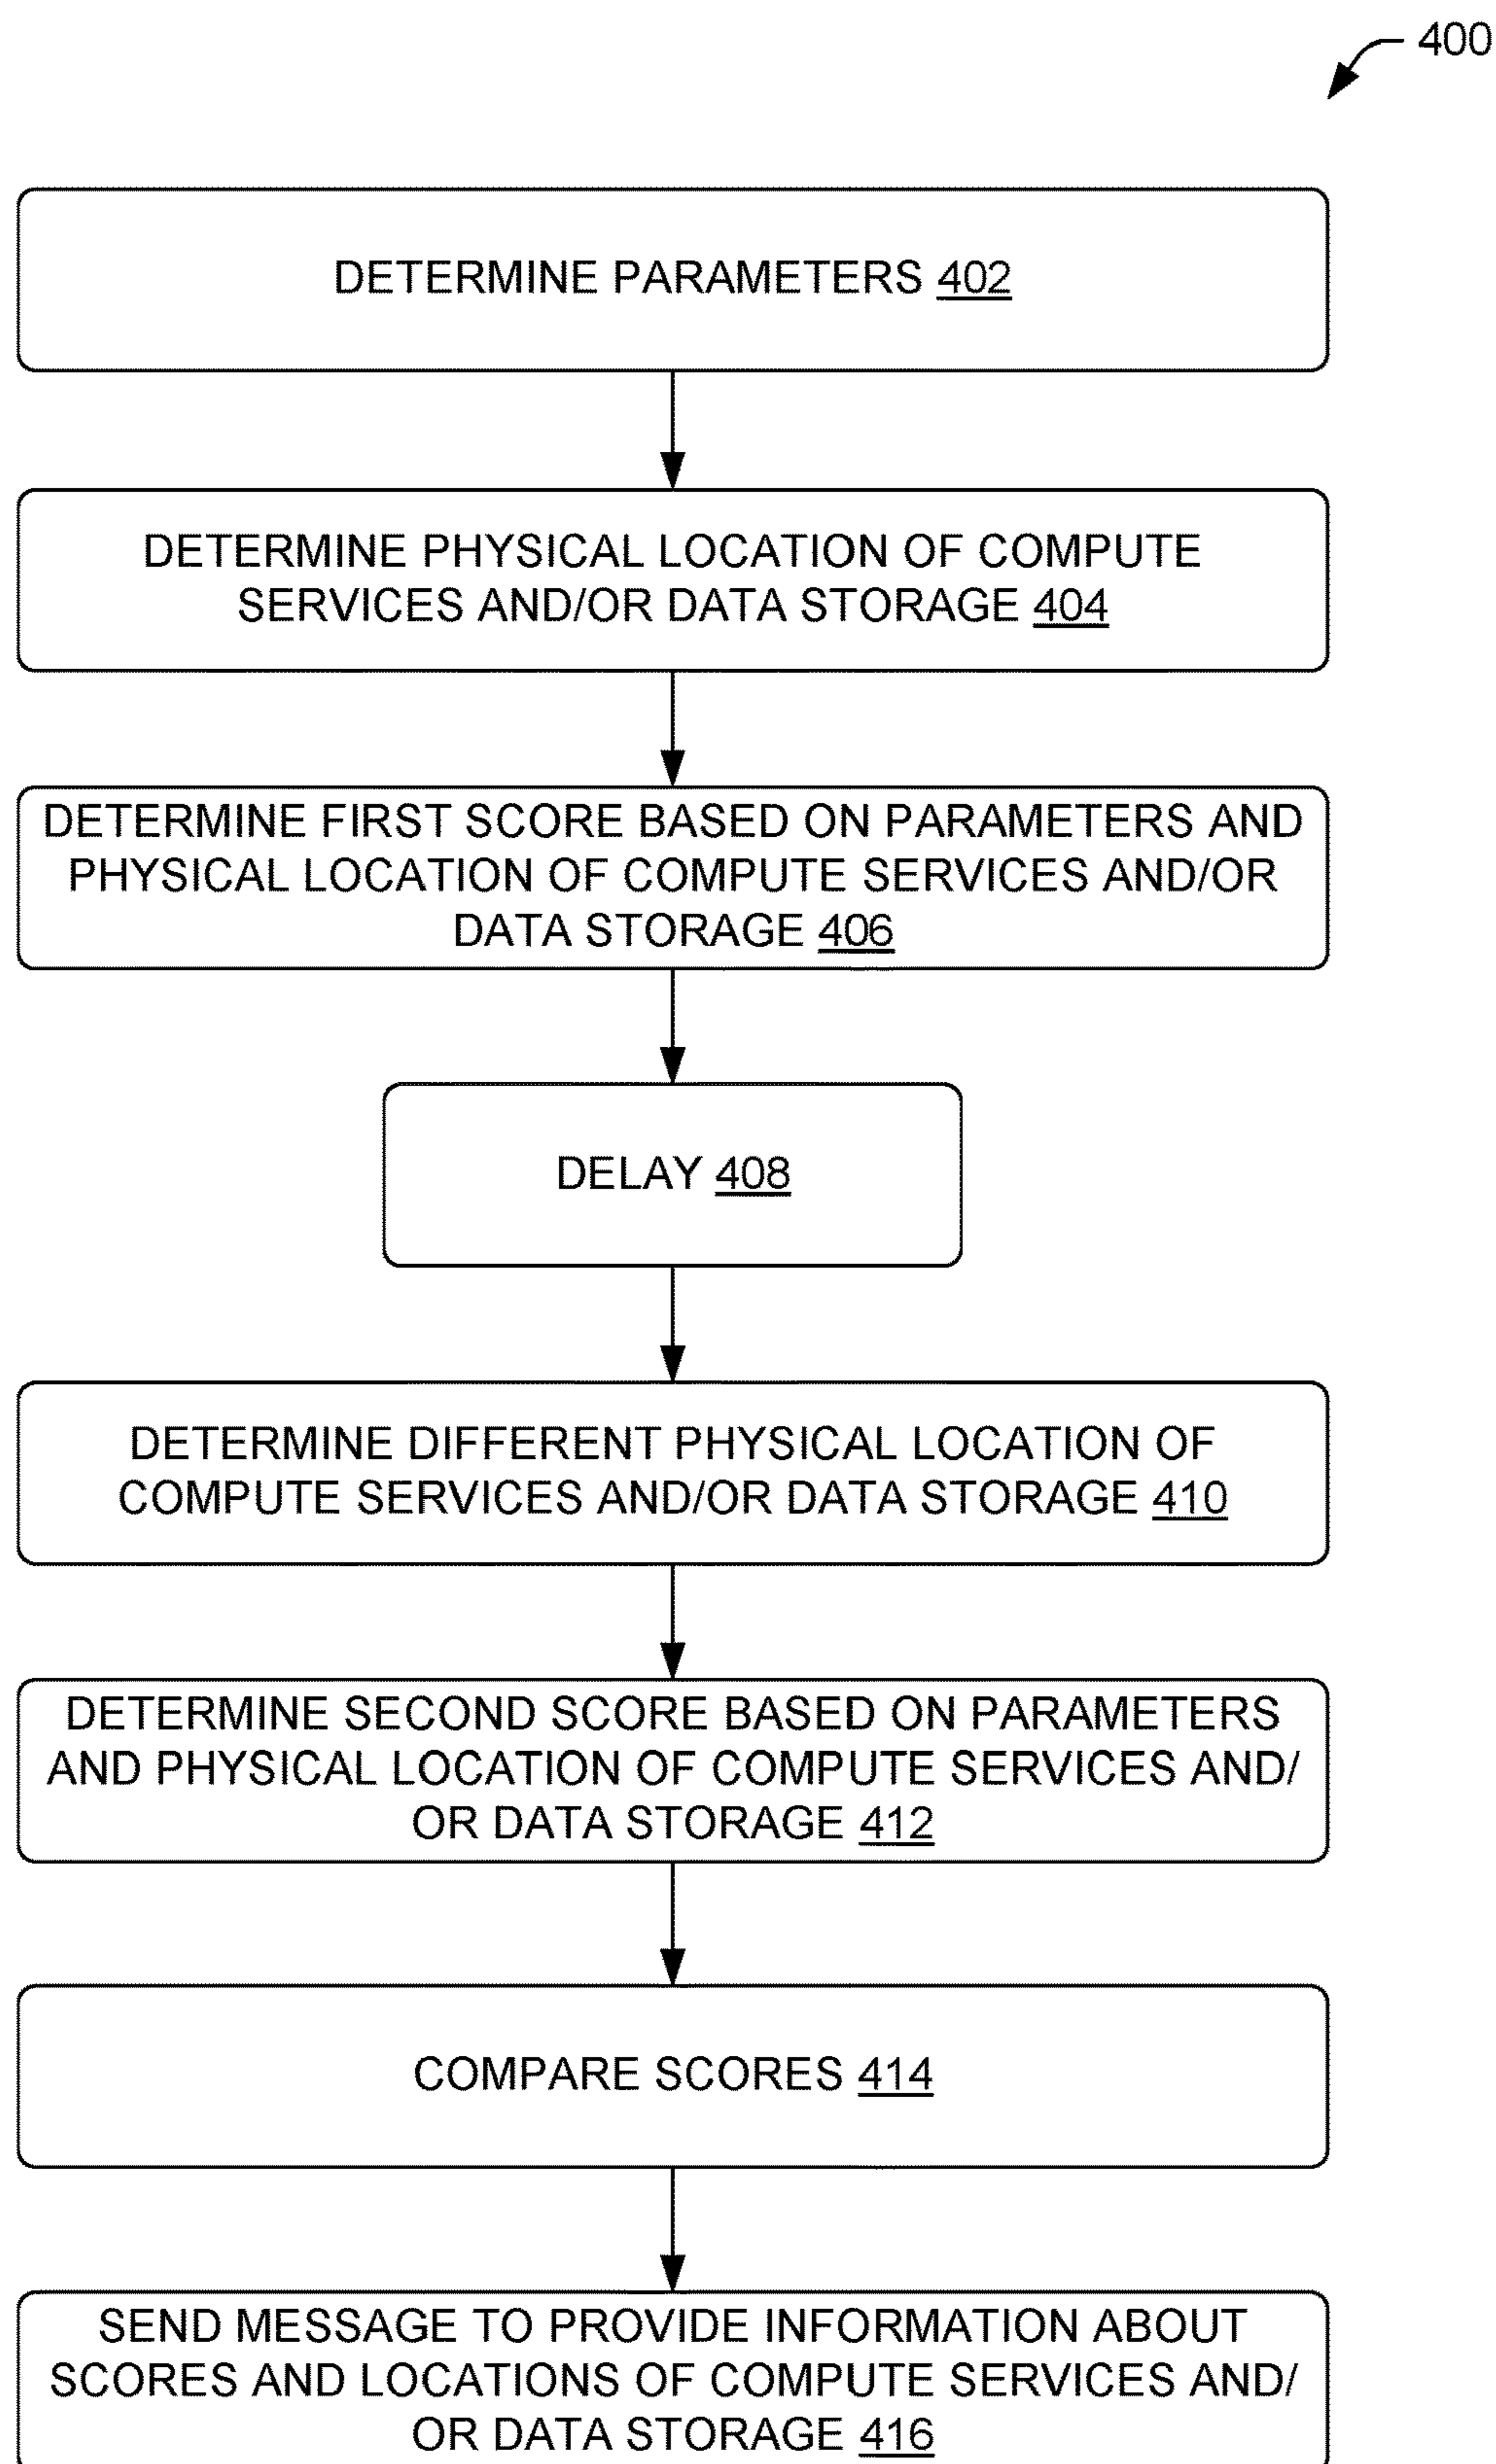 400
DETERMINE PARAMETERS 402
DETERMINE PHYSICAL LOCATION OF COMPUTE
SERVICES AND/OR DATA STORAGE 404
DETERMINE FIRST SCORE BASED ON PARAMETERS AND
PHYSICAL LOCATION OF COMPUTE SERVICES AND/OR
DATA STORAGE 406
DELAY 408
DETERMINE DIFFERENT PHYSICAL LOCATION OF
COMPUTE SERVICES AND/OR DATA STORAGE 410
DETERMINE SECOND SCORE BASED ON PARAMETERS
AND PHYSICAL LOCATION OF COMPUTE SERVICES AND/
OR DATA STORAGE 412
COMPARE SCORES 414
SEND MESSAGE TO PROVIDE INFORMATION ABOUT
SCORES AND LOCATIONS OF COMPUTE SERVICES AND/
OR DATA STORAGE 416